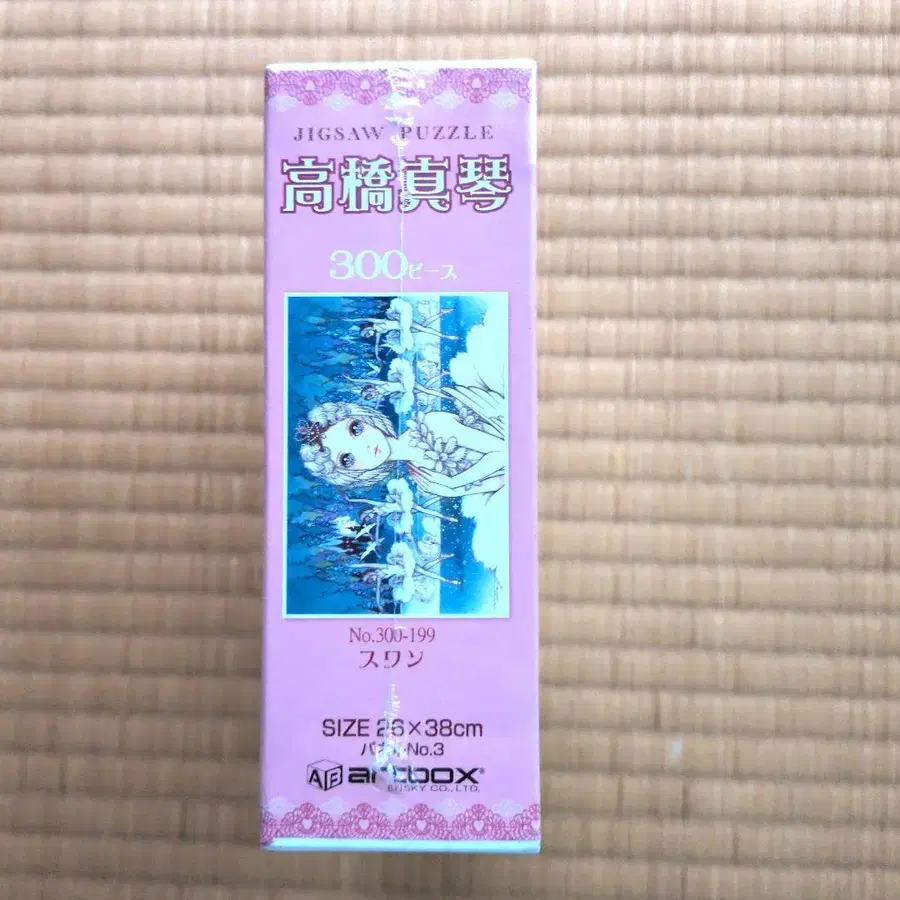 JIGSAW PUZZLE
高橋真琴
300ピース
No.300-199
スワン
SIZE 26×38cm
パネルNo.3
artbox
ENSKY CO., LTD.